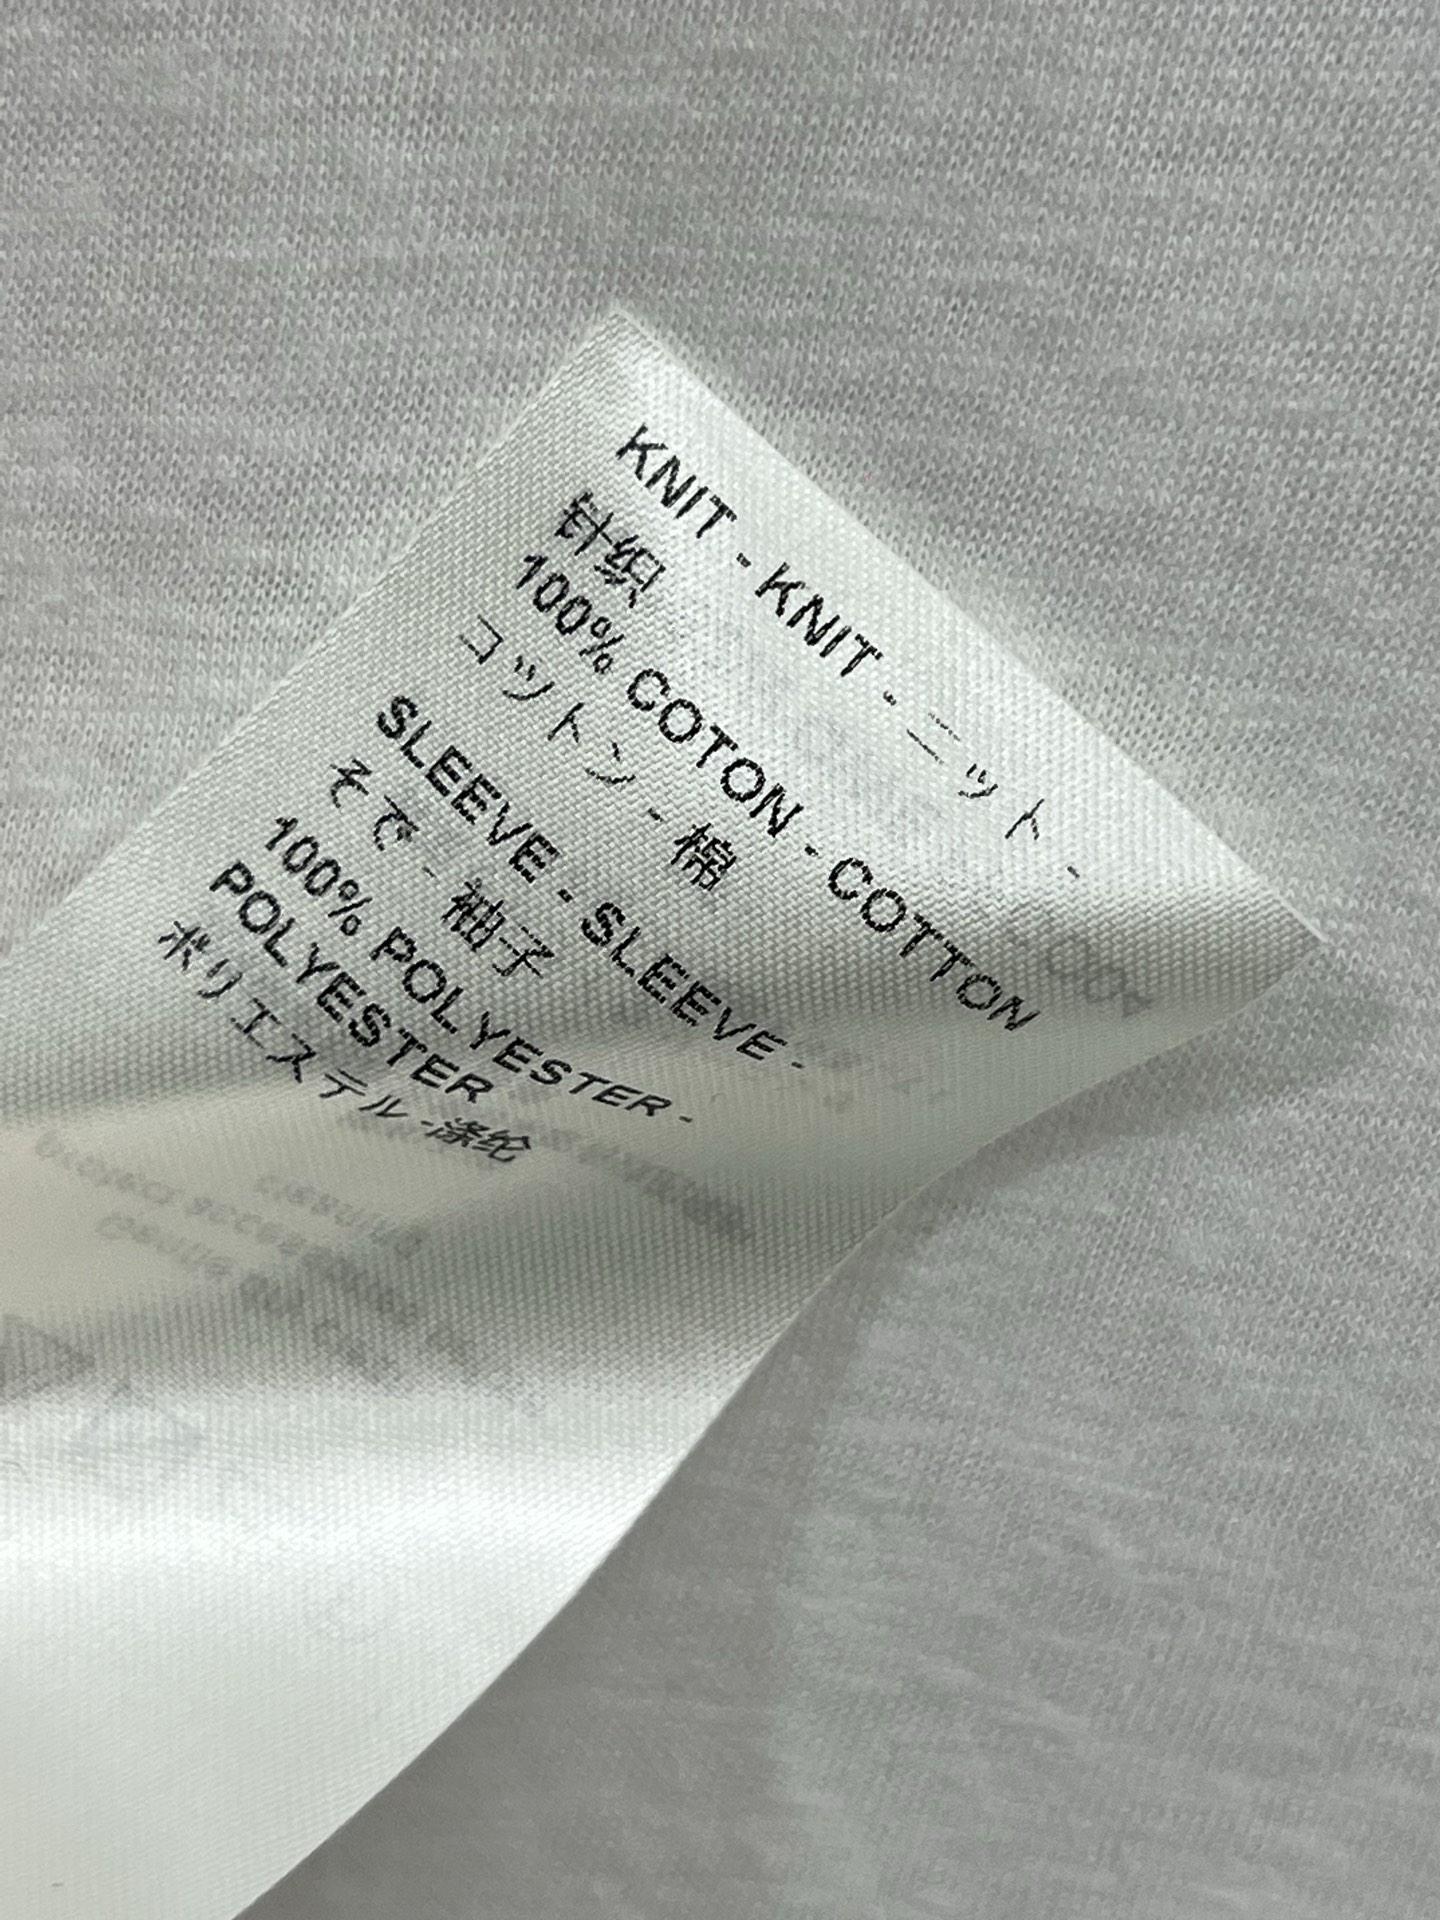 KNIT - KNIT - ニット -
针织
100% COTON - COTTON
コットン - 棉
SLEEVE - SLEEVE -
そで - 袖子
100% POLYESTER -
POLYESTER
ポリエステル - 涤纶